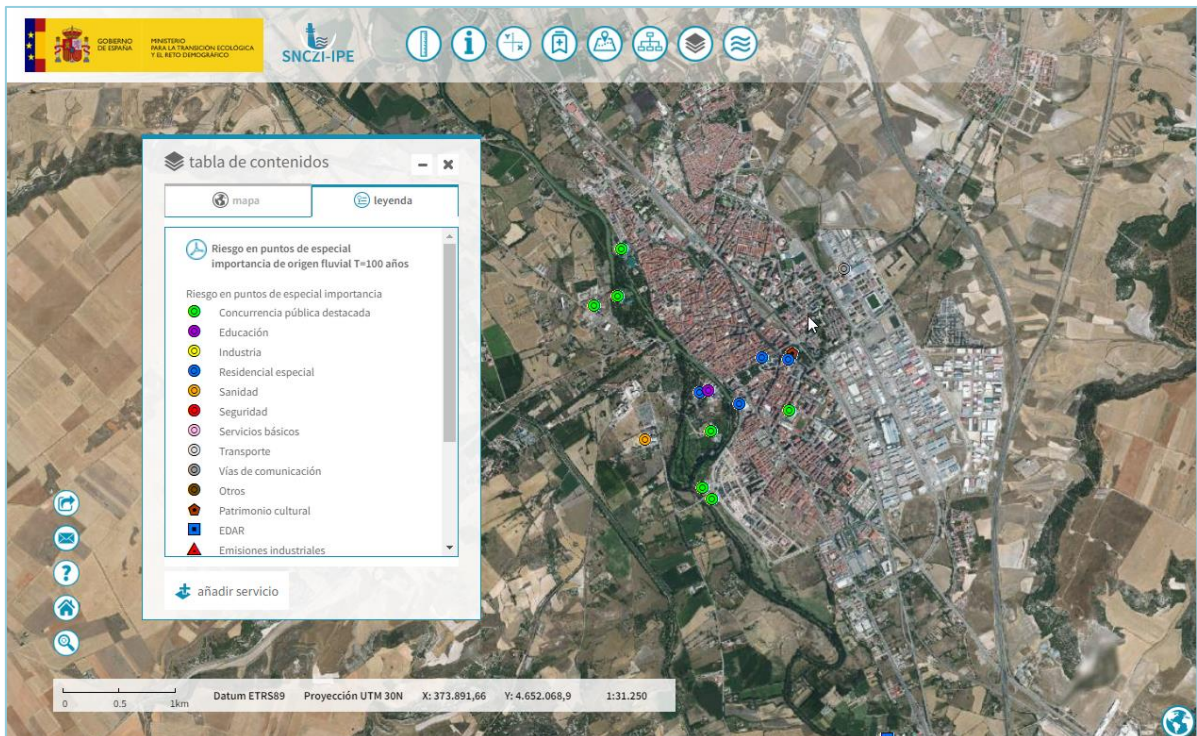 GOBIERNO
DE ESPAÑA
MINISTERIO
PARA LA TRANSICIÓN ECOLÓGICA
Y EL RETO DEMOGRÁFICO
SNCZI-IPE
tabla de contenidos
mapa
leyenda
Riesgo en puntos de especial
importancia de origen fluvial T=100 años
Riesgo en puntos de especial importancia
Concurrencia pública destacada
Educación
Industria
Residencial especial
Sanidad
Seguridad
Servicios básicos
Transporte
Vías de comunicación
Otros
Patrimonio cultural
EDAR
Emisiones industriales
añadir servicio
0 0.5 1km Datum ETRS89 Proyección UTM 30N X: 373.891,66 Y: 4.652.068,9 1:31.250